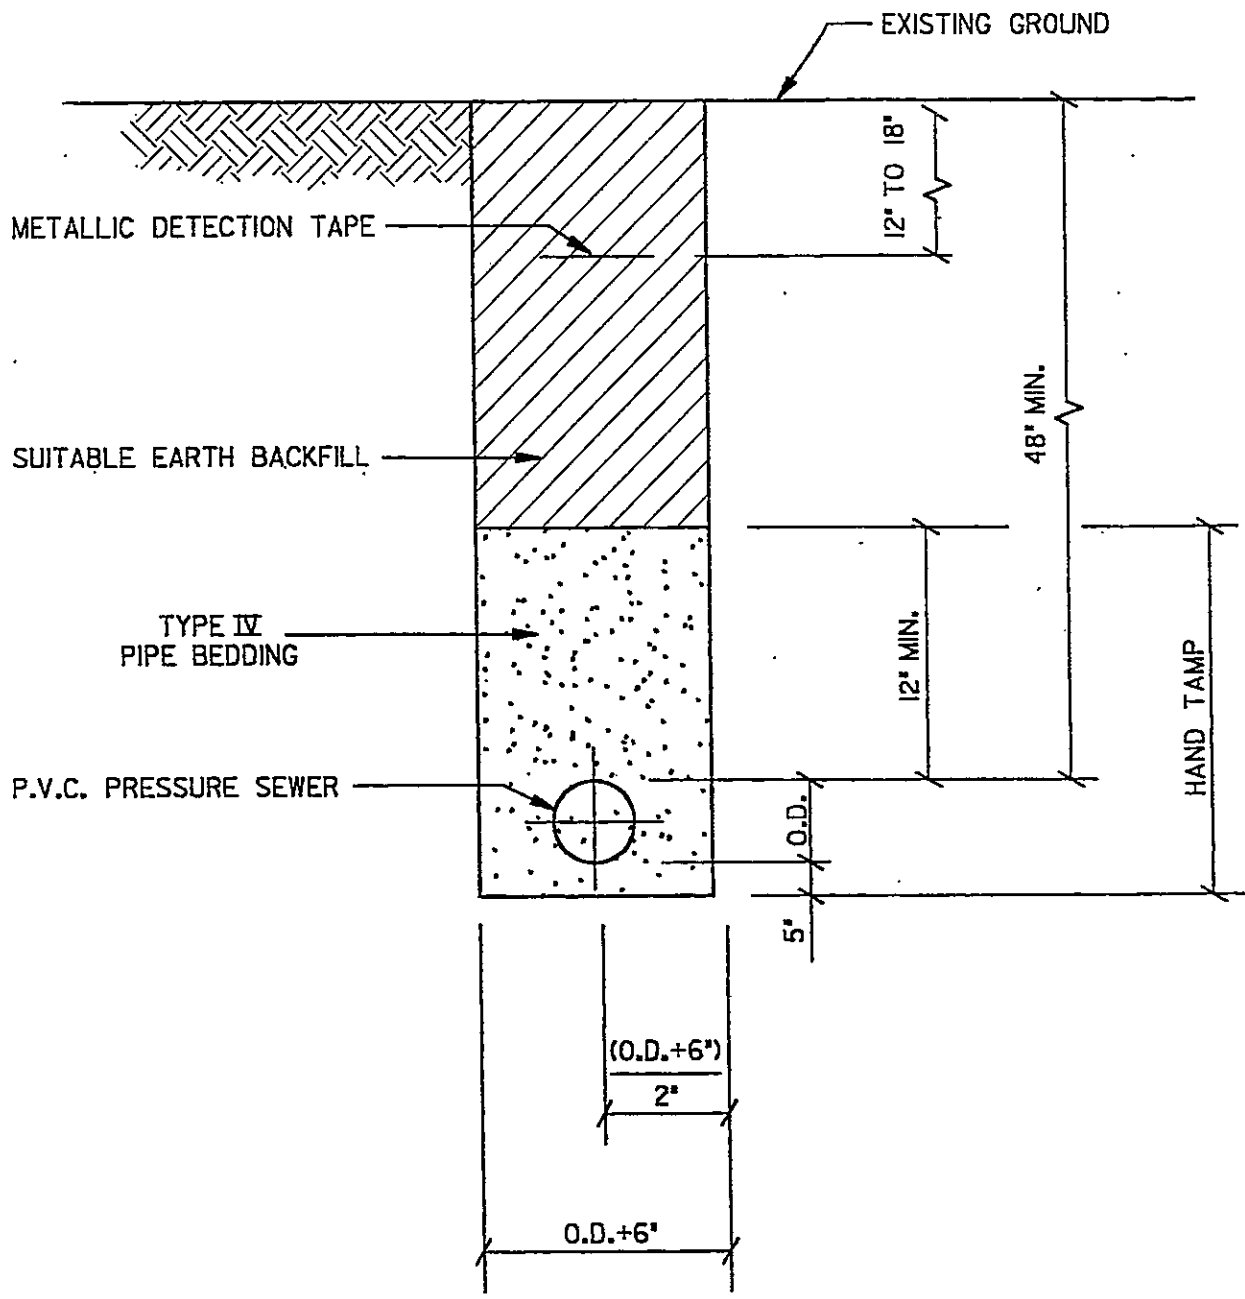 EXISTING GROUND
12" TO 18"
METALLIC DETECTION TAPE
48" MIN.
SUITABLE EARTH BACKFILL
TYPE IV
PIPE BEDDING
12" MIN.
HAND TAMP
P.V.C. PRESSURE SEWER
O.D.
5"
(O.D.+6")
2"
O.D.+6"